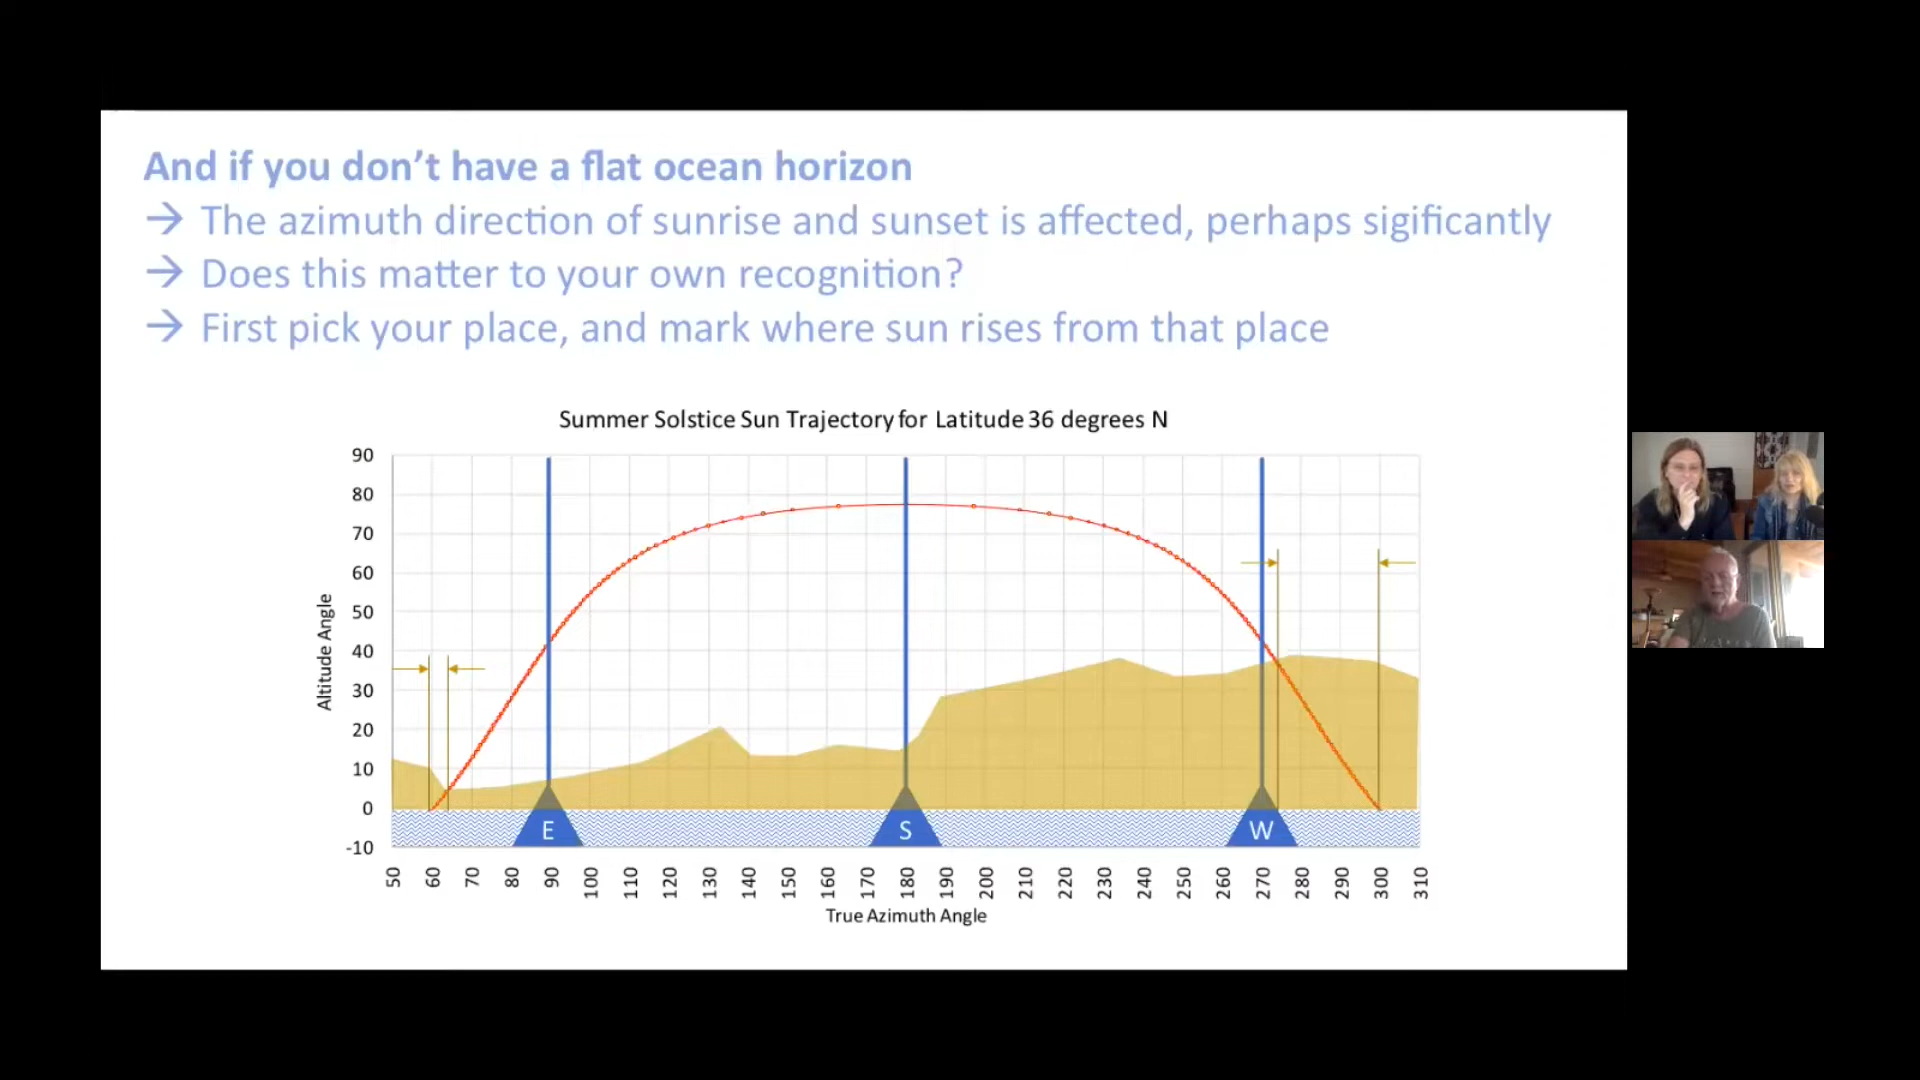 And if you don't have a flat ocean horizon
→ The azimuth direction of sunrise and sunset is affected, perhaps sigificantly
→ Does this matter to your own recognition?
→ First pick your place, and mark where sun rises from that place
Summer Solstice Sun Trajectory for Latitude 36 degrees N
Altitude Angle
90
80
70
60
50
40
30
20
10
0
-10
E
S
W
50 60 70 80 90 100 110 120 130 140 150 160 170 180 190 200 210 220 230 240 250 260 270 280 290 300 310
True Azimuth Angle